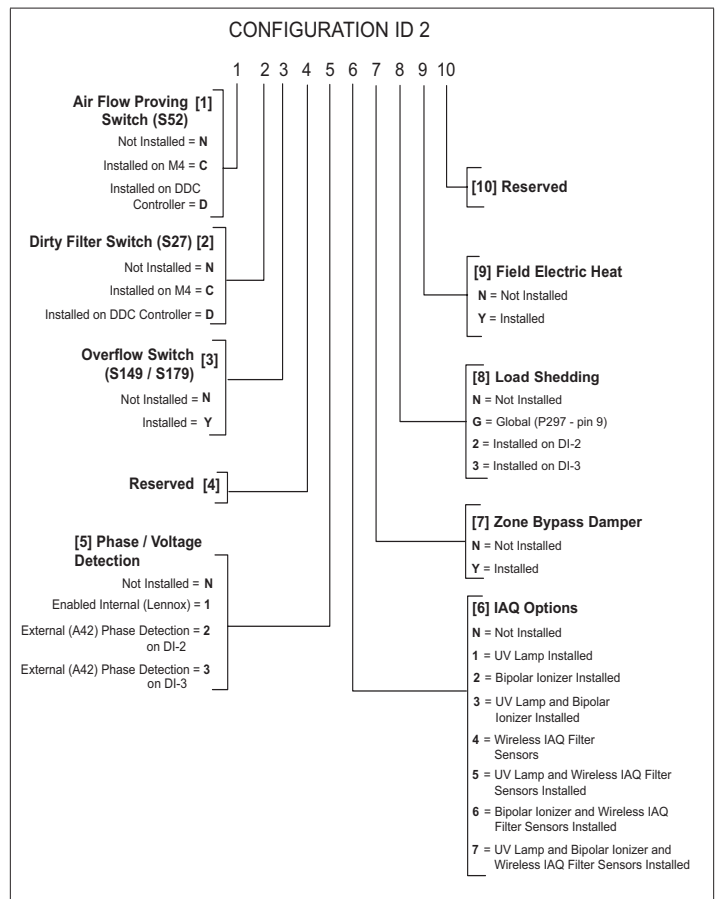 CONFIGURATION ID 2
1 2 3 4 5 6 7 8 9 10
Air Flow Proving [1]
Switch (S52)
Not Installed = N
Installed on M4 = C
Installed on DDC
Controller = D
Dirty Filter Switch (S27) [2]
Not Installed = N
Installed on M4 = C
Installed on DDC Controller = D
Overflow Switch [3]
(S149 / S179)
Not Installed = N
Installed = Y
Reserved [4]
[5] Phase / Voltage
Detection
Not Installed = N
Enabled Internal (Lennox) = 1
External (A42) Phase Detection = 2
on DI-2
External (A42) Phase Detection = 3
on DI-3
[10] Reserved
[9] Field Electric Heat
N = Not Installed
Y = Installed
[8] Load Shedding
N = Not Installed
G = Global (P297 - pin 9)
2 = Installed on DI-2
3 = Installed on DI-3
[7] Zone Bypass Damper
N = Not Installed
Y = Installed
[6] IAQ Options
N = Not Installed
1 = UV Lamp Installed
2 = Bipolar Ionizer Installed
3 = UV Lamp and Bipolar
Ionizer Installed
4 = Wireless IAQ Filter
Sensors
5 = UV Lamp and Wireless IAQ Filter
Sensors Installed
6 = Bipolar Ionizer and Wireless IAQ
Filter Sensors Installed
7 = UV Lamp and Bipolar Ionizer and
Wireless IAQ Filter Sensors Installed